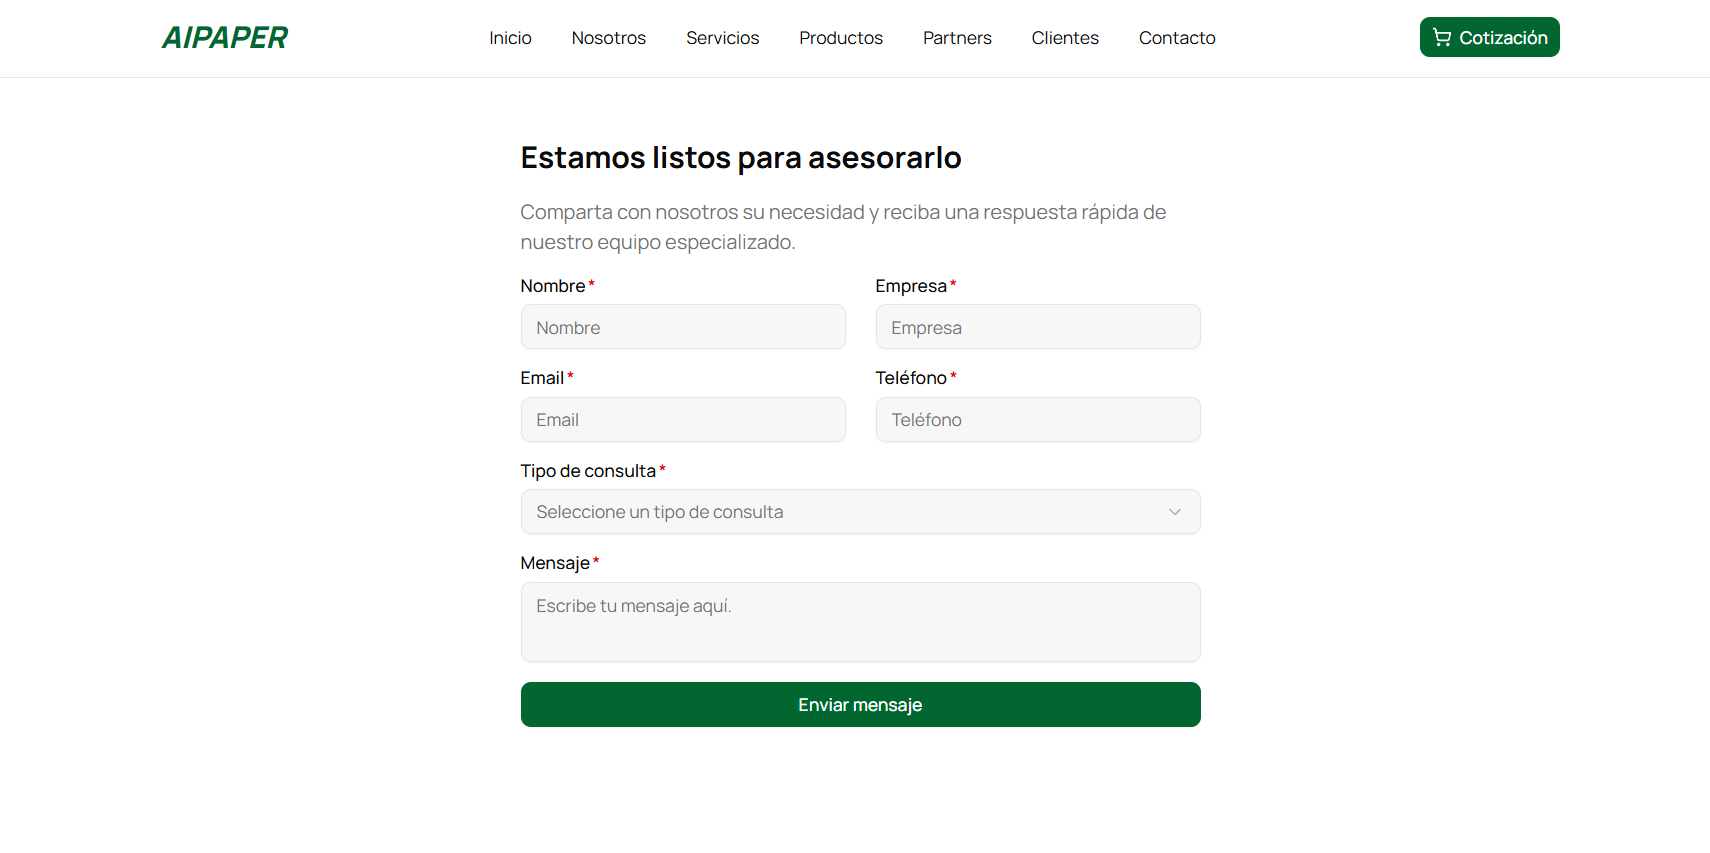 AIPAPER
Inicio
Nosotros
Servicios
Productos
Partners
Clientes
Contacto
Cotización
Estamos listos para asesorarlo
Comparta con nosotros su necesidad y reciba una respuesta rápida de
nuestro equipo especializado.
Nombre *
Empresa *
Nombre
Empresa
Email *
Teléfono *
Email
Teléfono
Tipo de consulta *
Seleccione un tipo de consulta
Mensaje *
Escribe tu mensaje aquí.
Enviar mensaje